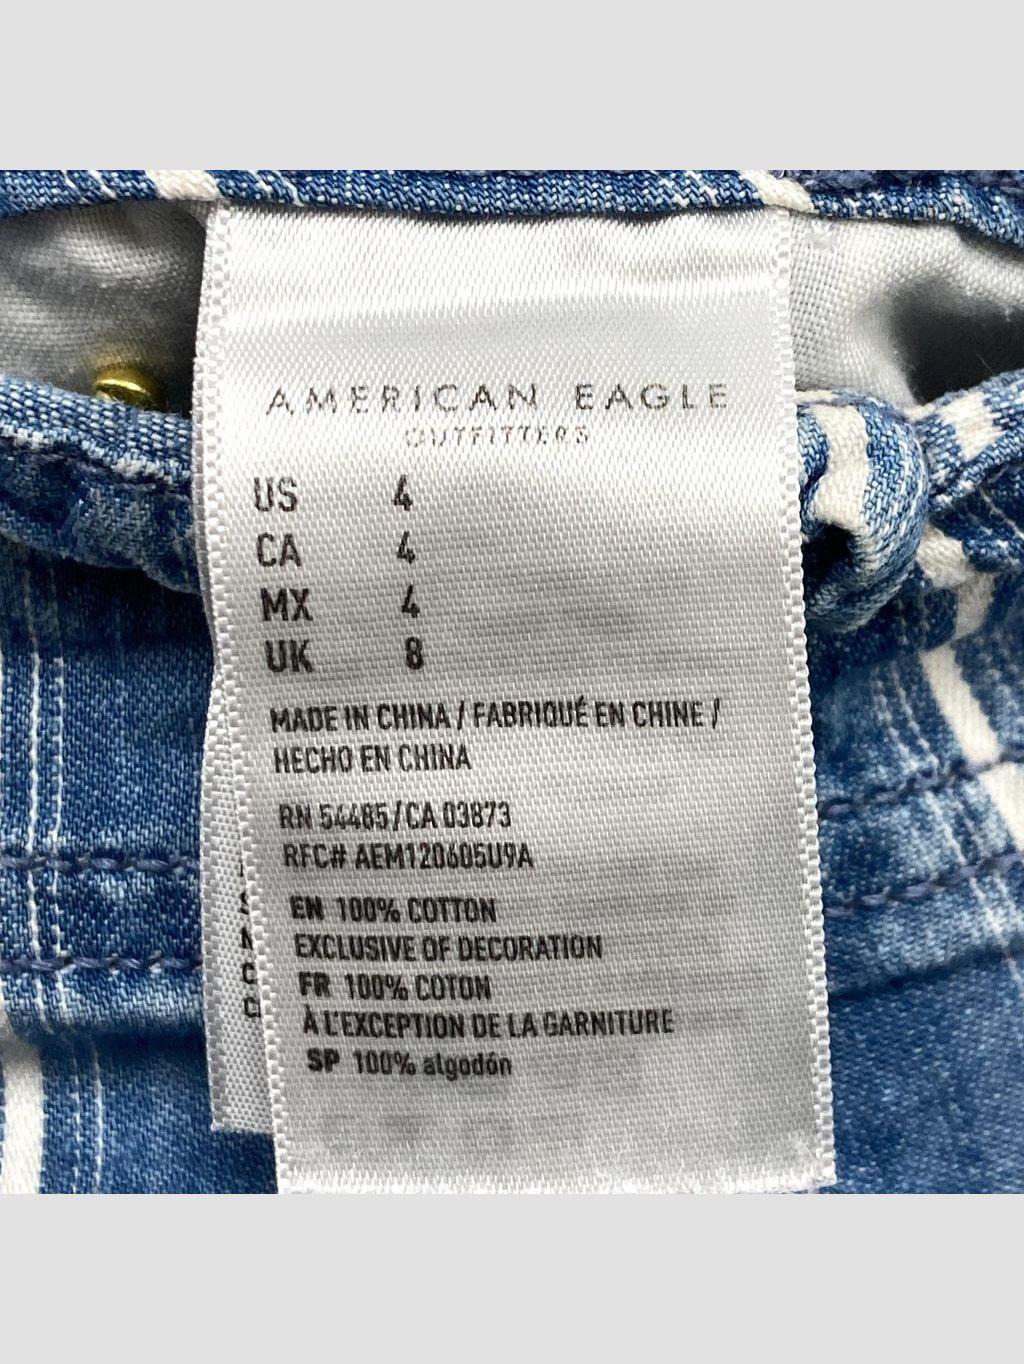 AMERICAN EAGLE
OUTFITTERS
US 4
CA 4
MX 4
UK 8
MADE IN CHINA / FABRIQUÉ EN CHINE /
HECHO EN CHINA
RN 54485/CA 03873
RFC# AEM120605U9A
EN 100% COTTON
EXCLUSIVE OF DECORATION
FR 100% COTON
À L'EXCEPTION DE LA GARNITURE
SP 100% algodón